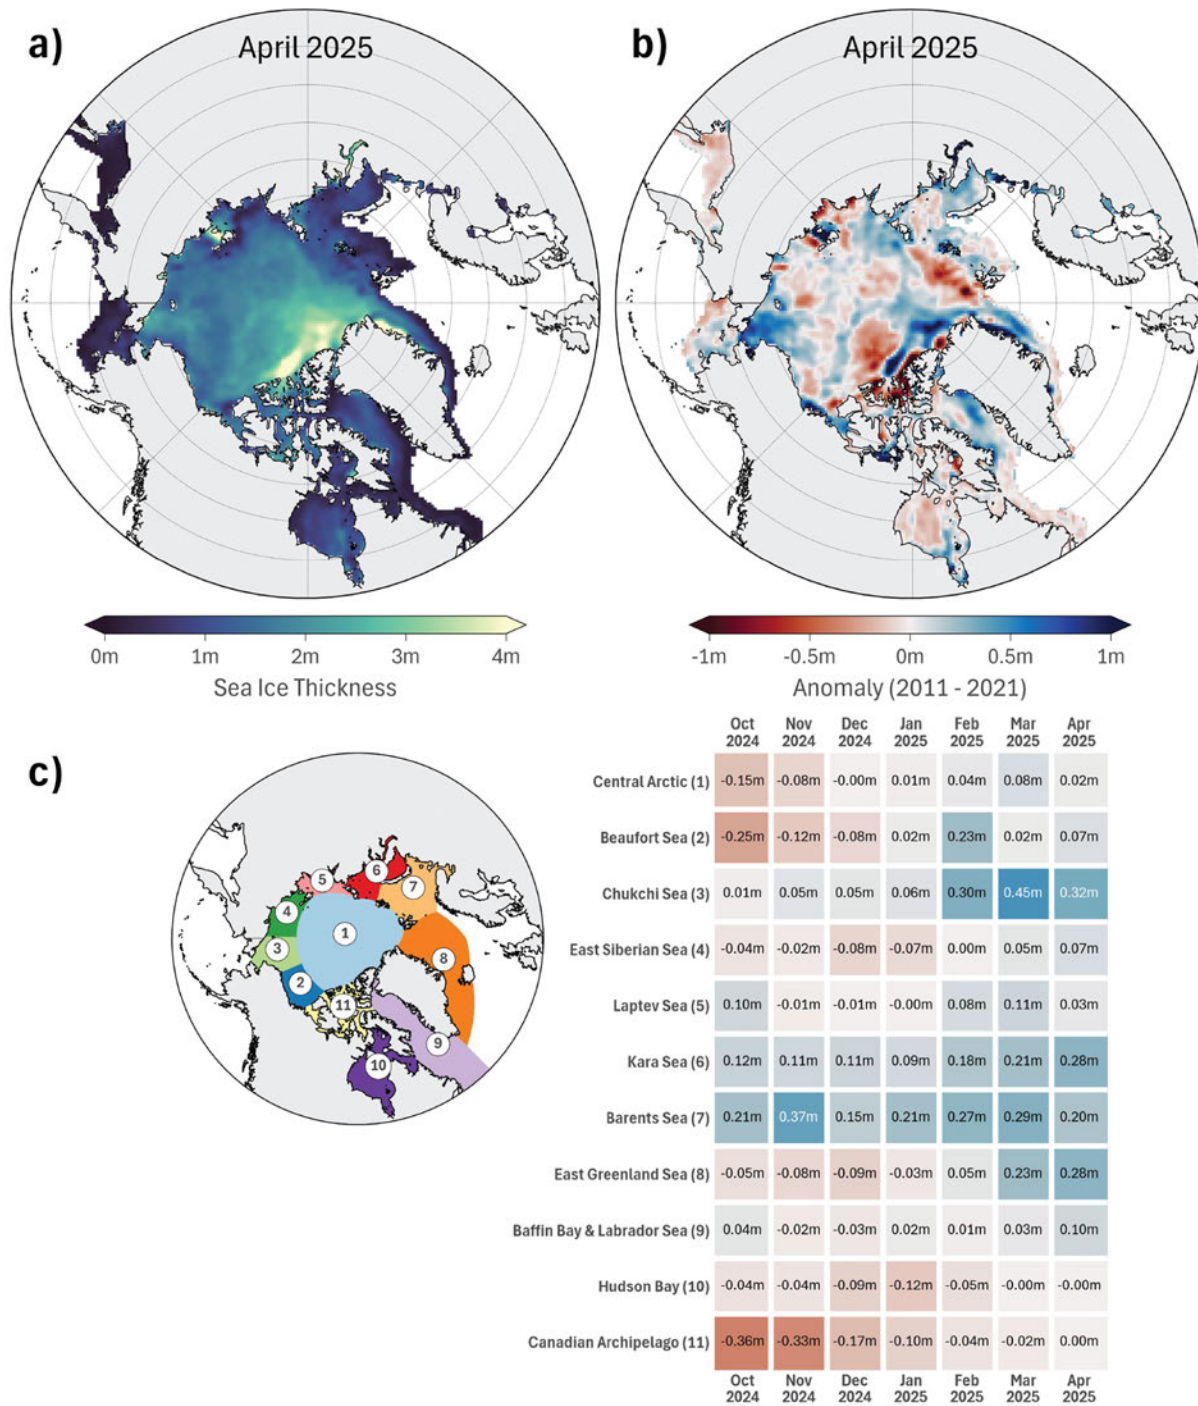 a)
April 2025
b)
April 2025
0m 1m 2m 3m 4m
Sea Ice Thickness
-1m -0.5m 0m 0.5m 1m
Anomaly (2011 - 2021)
c)
1
2
3
4
5
6
7
8
9
10
11
Oct 2024 Nov 2024 Dec 2024 Jan 2025 Feb 2025 Mar 2025 Apr 2025
Central Arctic (1) -0.15m -0.08m -0.00m 0.01m 0.04m 0.08m 0.02m
Beaufort Sea (2) -0.25m -0.12m -0.08m 0.02m 0.23m 0.02m 0.07m
Chukchi Sea (3) 0.01m 0.05m 0.05m 0.06m 0.30m 0.45m 0.32m
East Siberian Sea (4) -0.04m -0.02m -0.08m -0.07m 0.00m 0.05m 0.07m
Laptev Sea (5) 0.10m -0.01m -0.01m -0.00m 0.08m 0.11m 0.03m
Kara Sea (6) 0.12m 0.11m 0.11m 0.09m 0.18m 0.21m 0.28m
Barents Sea (7) 0.21m 0.37m 0.15m 0.21m 0.27m 0.29m 0.20m
East Greenland Sea (8) -0.05m -0.08m -0.09m -0.03m 0.05m 0.23m 0.28m
Baffin Bay & Labrador Sea (9) 0.04m -0.02m -0.03m 0.02m 0.01m 0.03m 0.10m
Hudson Bay (10) -0.04m -0.04m -0.09m -0.12m -0.05m -0.00m -0.00m
Canadian Archipelago (11) -0.36m -0.33m -0.17m -0.10m -0.04m -0.02m 0.00m
Oct 2024 Nov 2024 Dec 2024 Jan 2025 Feb 2025 Mar 2025 Apr 2025